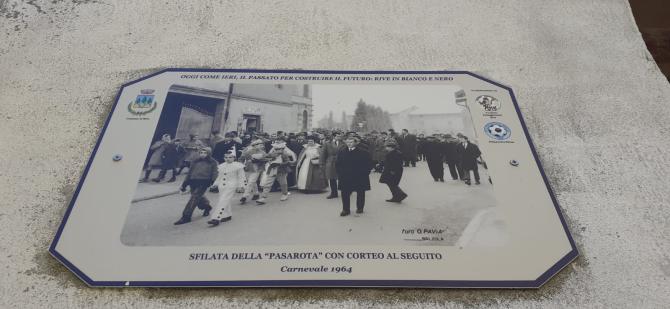 OGGI COME IERI, IL PASSATO PER COSTRUIRE IL FUTURO: RIVE IN BIANCO E NERO
FOTO O. PAVIA
SFILATA DELLA "PASAROTA" CON CORTEO AL SEGUITO
Carnevale 1964